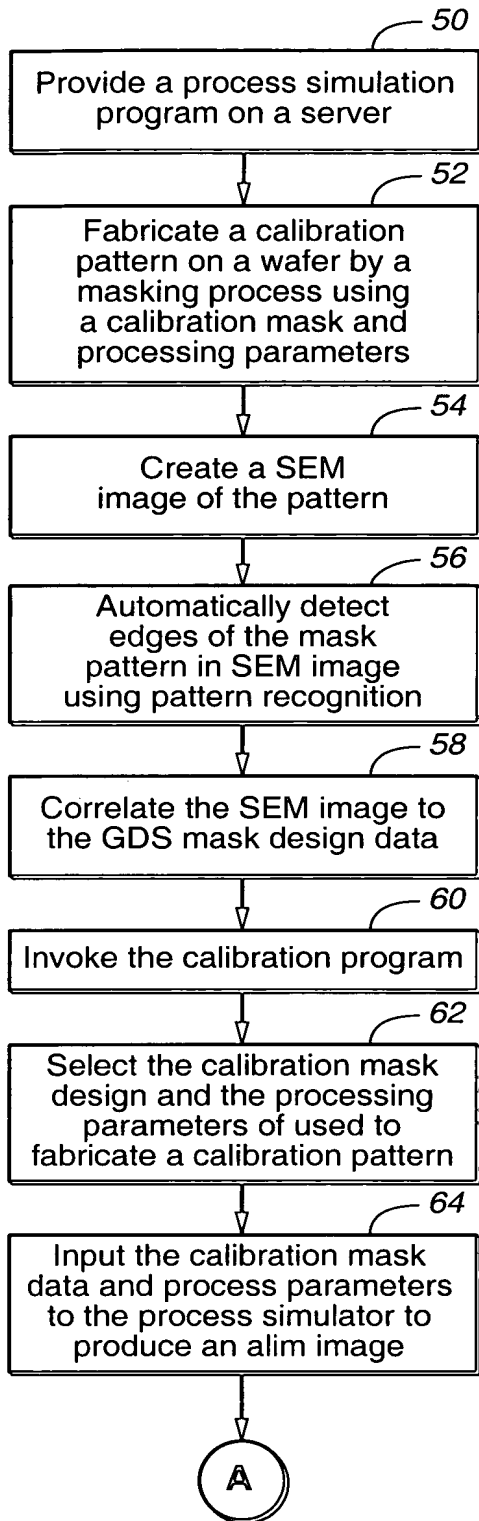 50
Provide a process simulation
program on a server
52
Fabricate a calibration
pattern on a wafer by a
masking process using
a calibration mask and
processing parameters
54
Create a SEM
image of the pattern
56
Automatically detect
edges of the mask
pattern in SEM image
using pattern recognition
58
Correlate the SEM image to
the GDS mask design data
60
Invoke the calibration program
62
Select the calibration mask
design and the processing
parameters of used to
fabricate a calibration pattern
64
Input the calibration mask
data and process parameters
to the process simulator to
produce an alim image
A